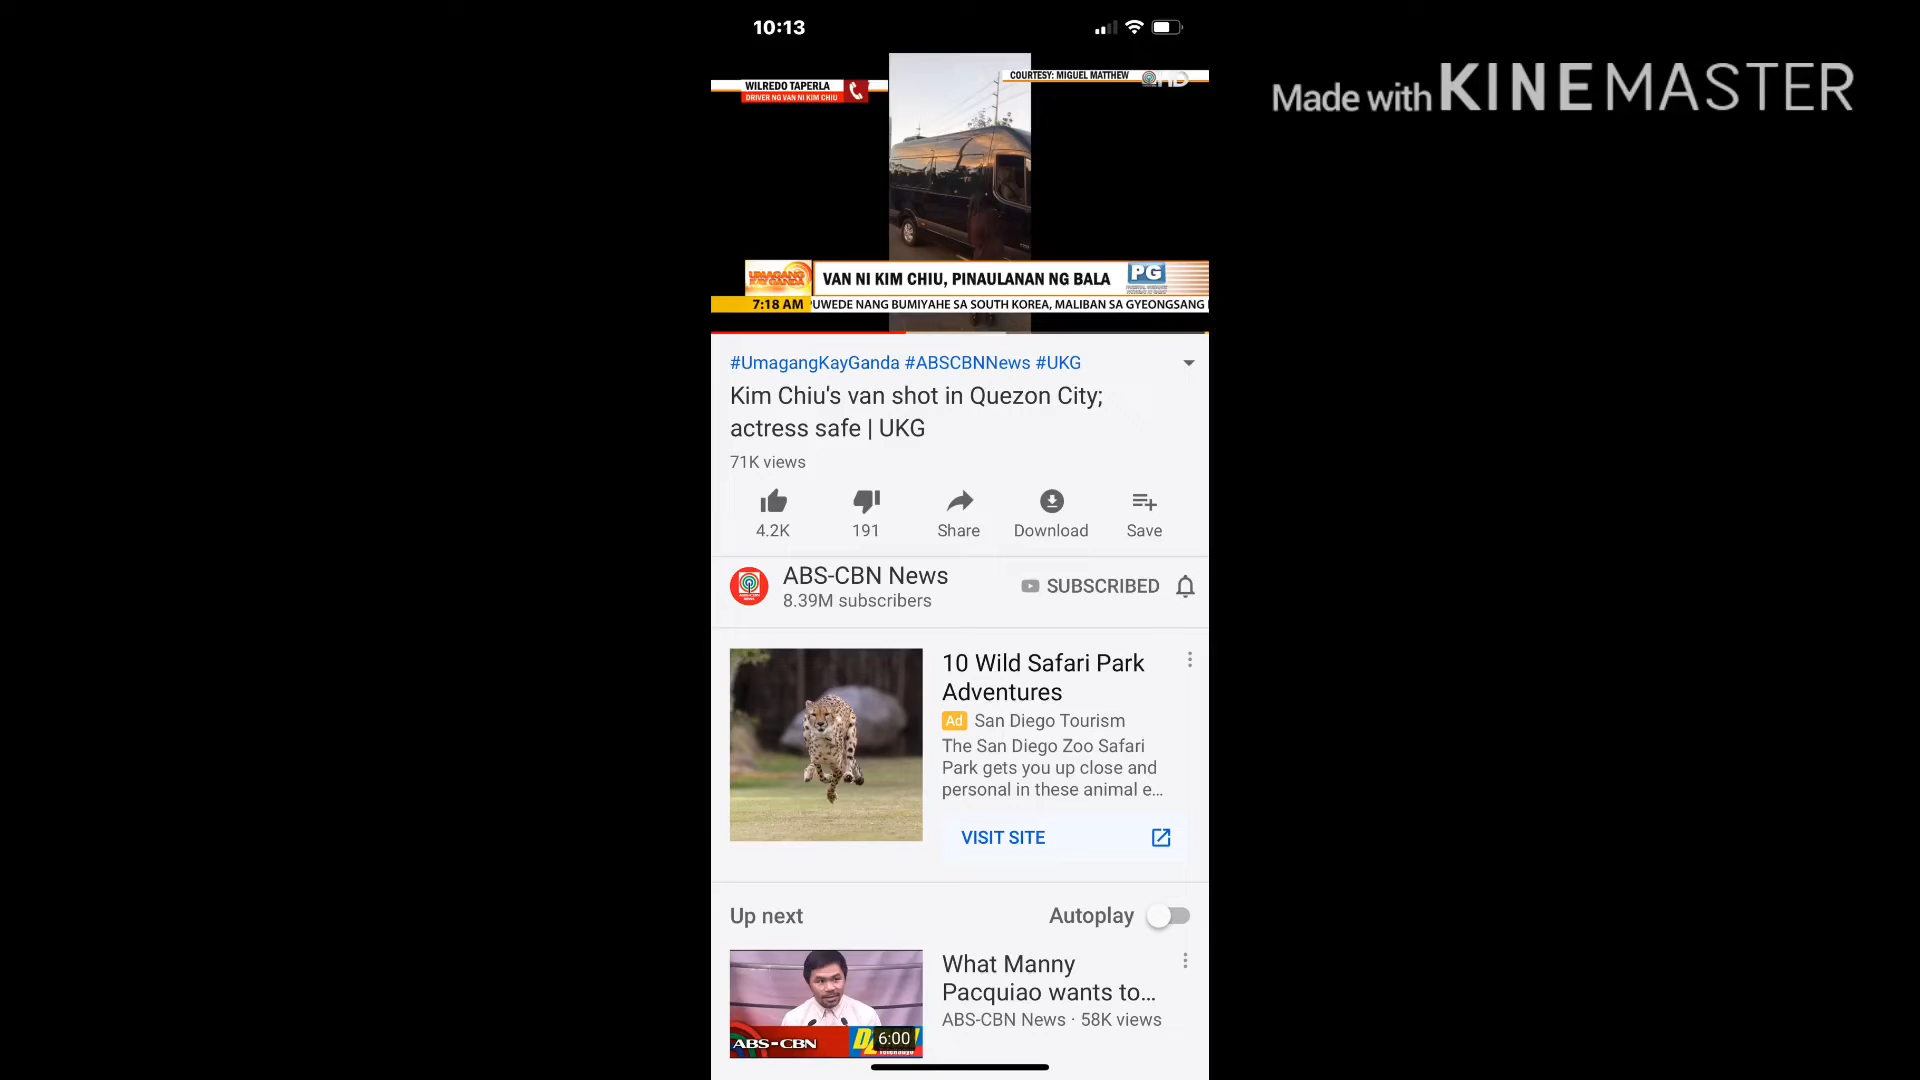 10:13
Made with KINEMASTER
WILREDO TAPERLA
DRIVER NG VAN NI KIM CHIU
COURTESY: MIGUEL MATTHEW
HD
UMAGANG KAY GANDA
VAN NI KIM CHIU, PINAULANAN NG BALA
PG
7:18 AM
PUWEDE NANG BUMIYAHE SA SOUTH KOREA, MALIBAN SA GYEONGSANG
#UmagangKayGanda #ABSCBNNews #UKG
Kim Chiu's van shot in Quezon City;
actress safe | UKG
71K views
4.2K
191
Share
Download
Save
ABS-CBN News
8.39M subscribers
SUBSCRIBED
10 Wild Safari Park
Adventures
Ad San Diego Tourism
The San Diego Zoo Safari
Park gets you up close and
personal in these animal e...
VISIT SITE
Up next
Autoplay
What Manny
Pacquiao wants to...
ABS-CBN News · 58K views
ABS-CBN
6:00